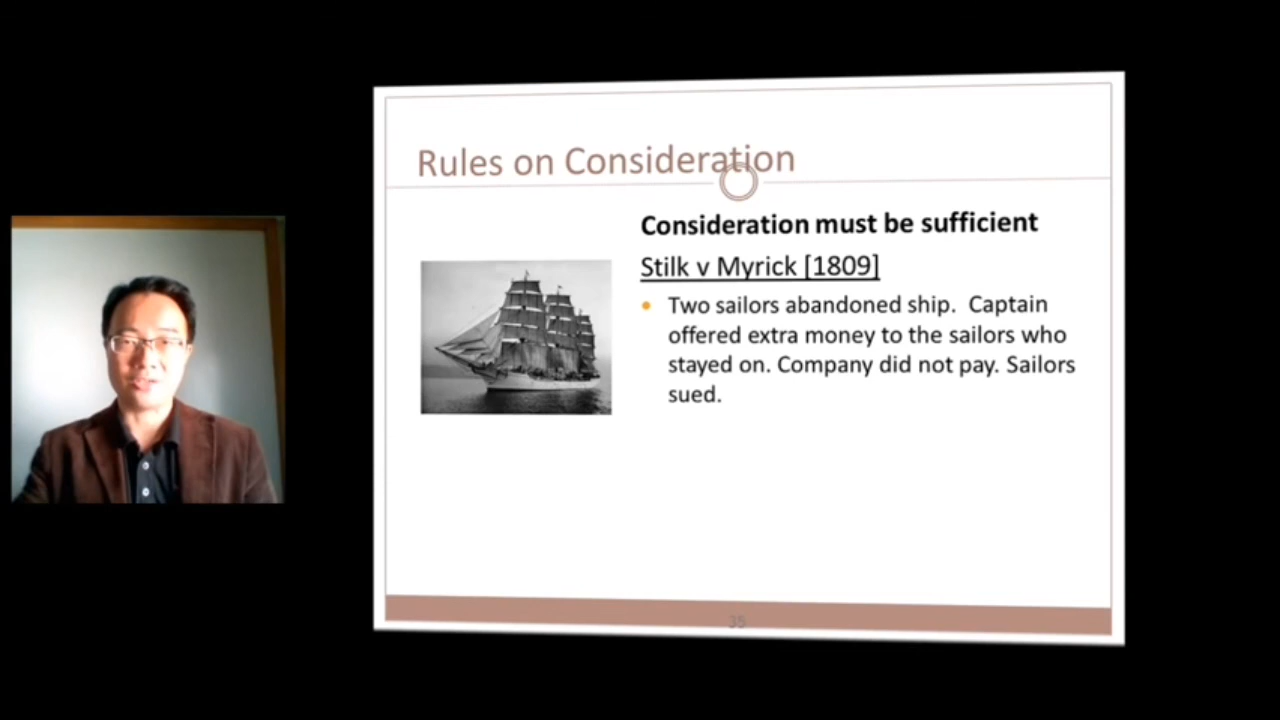 Rules on Consideration
Consideration must be sufficient
Stilk v Myrick [1809]
Two sailors abandoned ship. Captain
offered extra money to the sailors who
stayed on. Company did not pay. Sailors
sued.
35